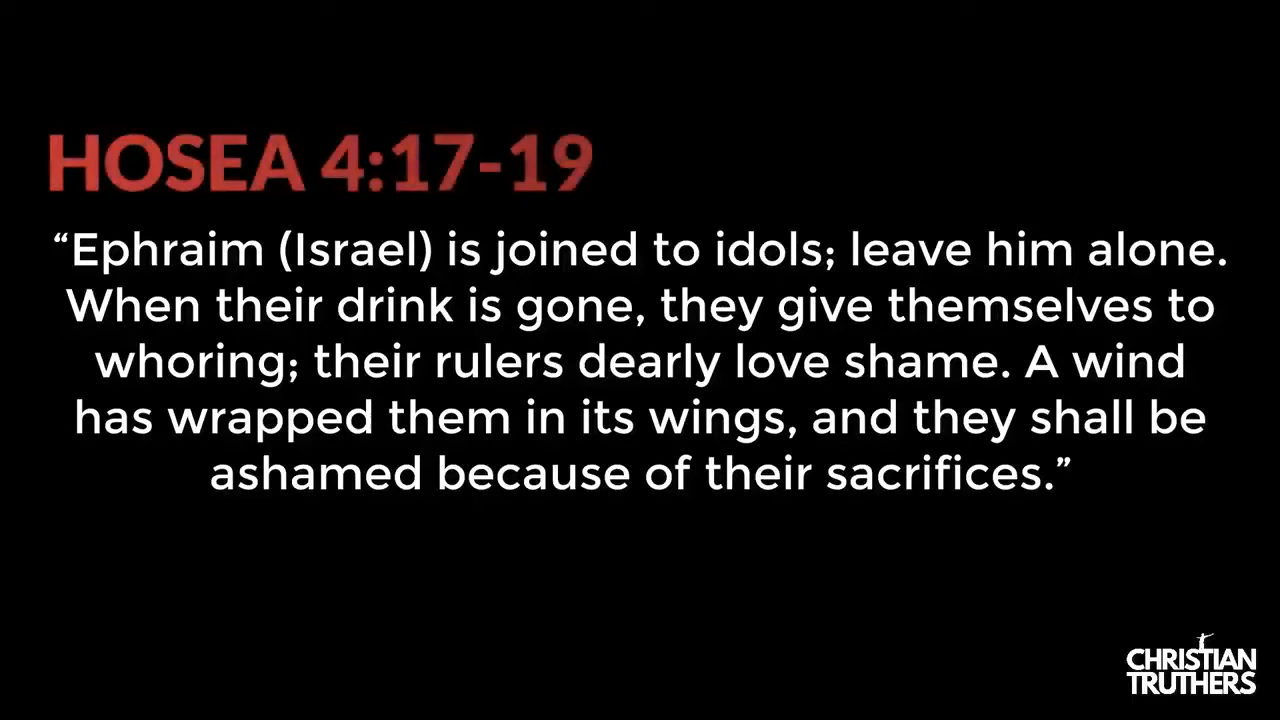 HOSEA 4:17-19
“Ephraim (Israel) is joined to idols; leave him alone.
When their drink is gone, they give themselves to
whoring; their rulers dearly love shame. A wind
has wrapped them in its wings, and they shall be
ashamed because of their sacrifices.”
CHRISTIAN
TRUTHERS